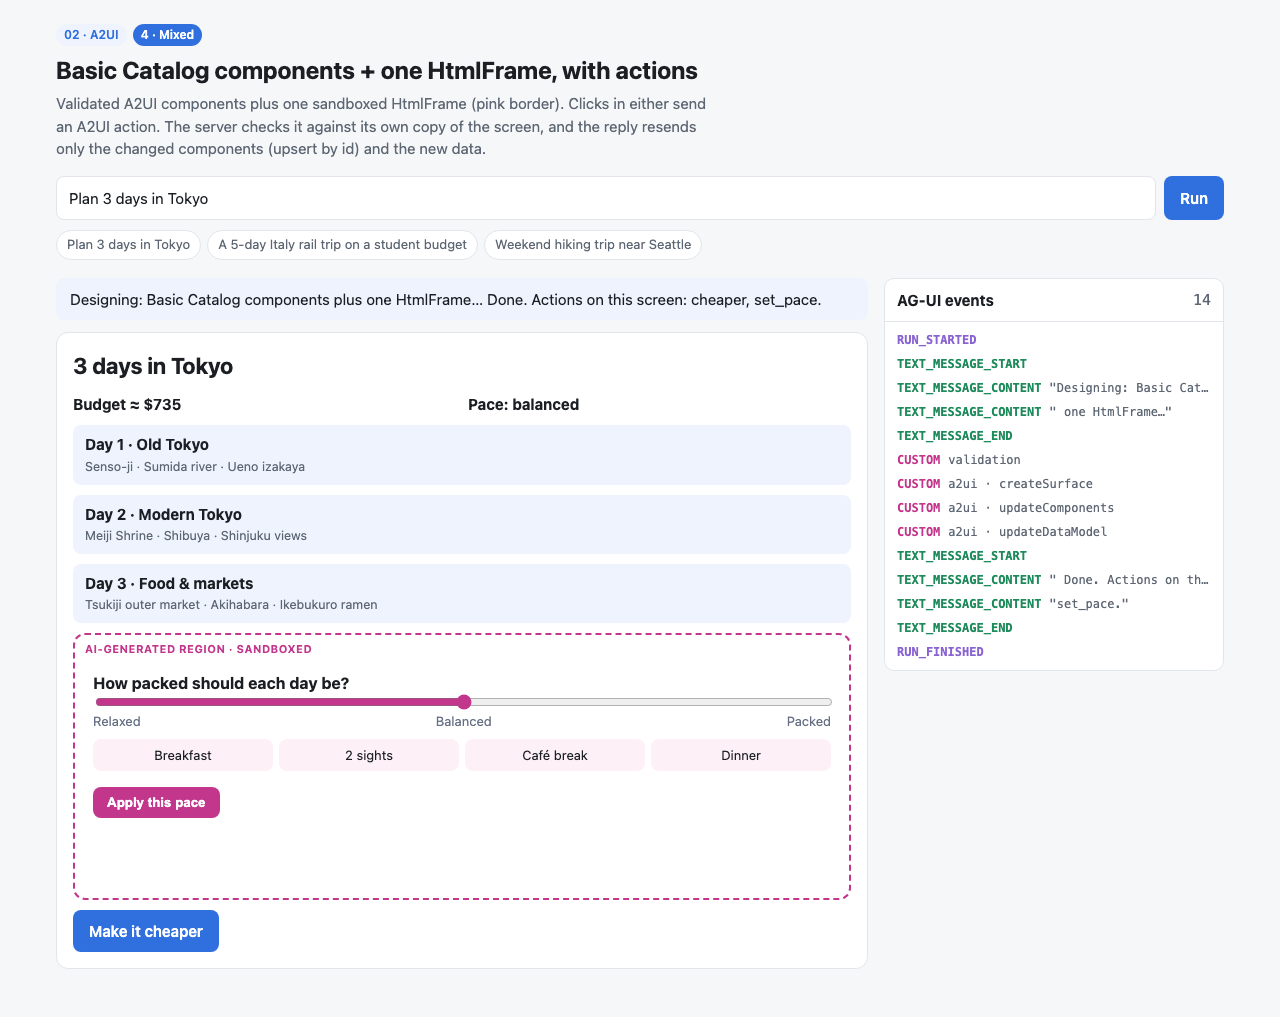 02 · A2UI
4 · Mixed
Basic Catalog components + one HtmlFrame, with actions
Validated A2UI components plus one sandboxed HtmlFrame (pink border). Clicks in either send
an A2UI action. The server checks it against its own copy of the screen, and the reply resends
only the changed components (upsert by id) and the new data.
Plan 3 days in Tokyo
Run
Plan 3 days in Tokyo
A 5-day Italy rail trip on a student budget
Weekend hiking trip near Seattle
Designing: Basic Catalog components plus one HtmlFrame… Done. Actions on this screen: cheaper, set_pace.
3 days in Tokyo
Budget ≈ $735
Pace: balanced
Day 1 · Old Tokyo
Senso-ji · Sumida river · Ueno izakaya
Day 2 · Modern Tokyo
Meiji Shrine · Shibuya · Shinjuku views
Day 3 · Food & markets
Tsukiji outer market · Akihabara · Ikebukuro ramen
AI-GENERATED REGION · SANDBOXED
How packed should each day be?
Relaxed
Balanced
Packed
Breakfast
2 sights
Café break
Dinner
Apply this pace
Make it cheaper
AG-UI events
14
RUN_STARTED
TEXT_MESSAGE_START
TEXT_MESSAGE_CONTENT "Designing: Basic Cat…
TEXT_MESSAGE_CONTENT " one HtmlFrame…"
TEXT_MESSAGE_END
CUSTOM validation
CUSTOM a2ui · createSurface
CUSTOM a2ui · updateComponents
CUSTOM a2ui · updateDataModel
TEXT_MESSAGE_START
TEXT_MESSAGE_CONTENT " Done. Actions on th…
TEXT_MESSAGE_CONTENT "set_pace."
TEXT_MESSAGE_END
RUN_FINISHED